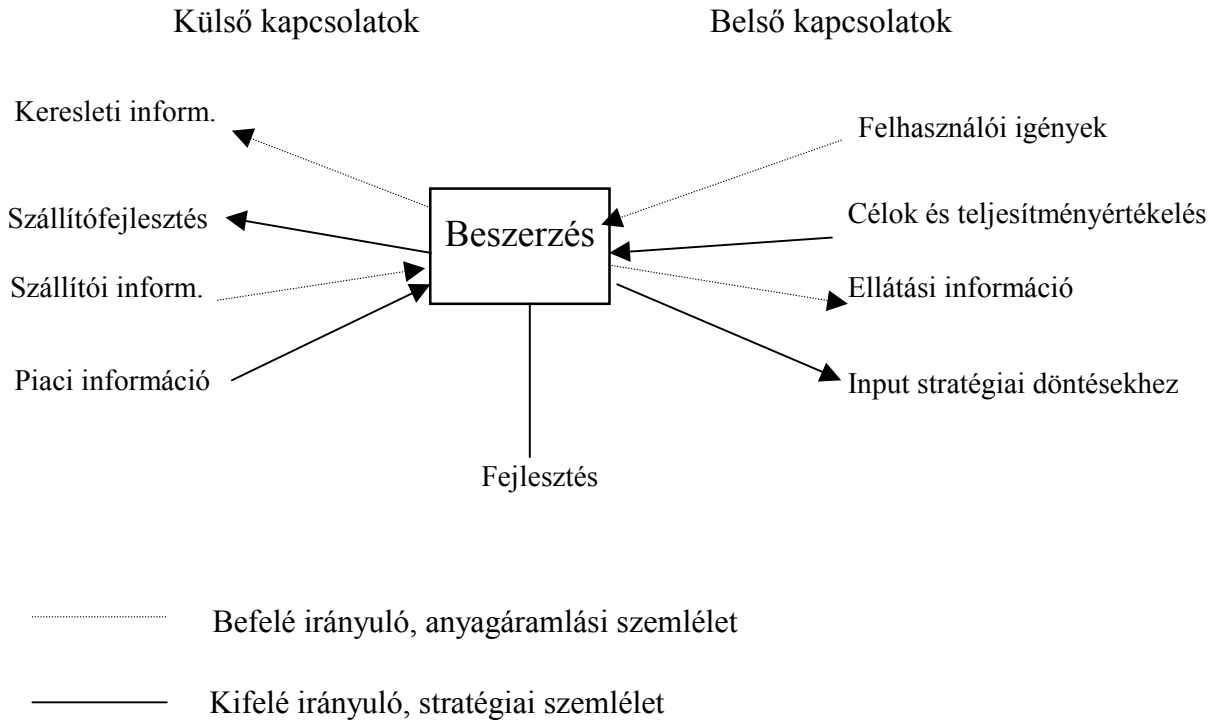 Külső kapcsolatok
Belső kapcsolatok
Keresleti inform.
Felhasználói igények
Szállítófejlesztés
Beszerzés
Célok és teljesítményértékelés
Szállítói inform.
Ellátási információ
Piaci információ
Input stratégiai döntésekhez
Fejlesztés
Befelé irányuló, anyagáramlási szemlélet
Kifelé irányuló, stratégiai szemlélet